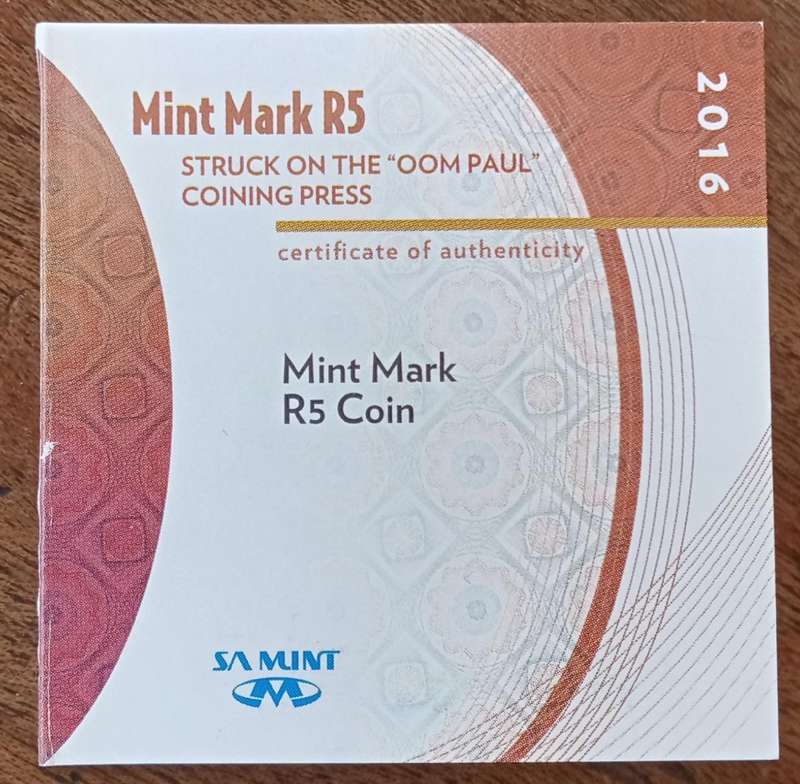 Mint Mark R5
STRUCK ON THE “OOM PAUL”
COINING PRESS
2016
certificate of authenticity
Mint Mark
R5 Coin
SA MINT